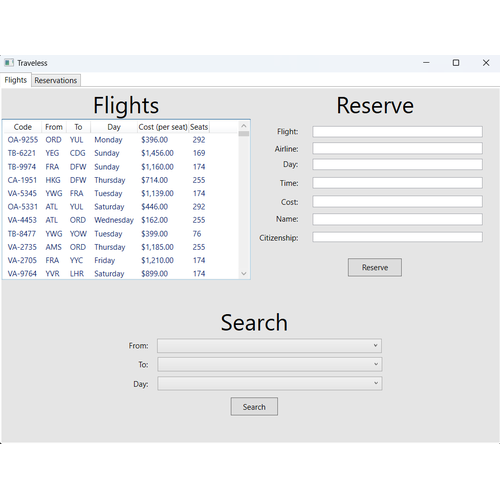 Traveless
Flights Reservations
Flights
Code From To Day Cost (per seat) Seats
OA-9255 ORD YUL Monday $396.00 292
TB-6221 YEG CDG Sunday $1,456.00 169
TB-9974 FRA DFW Sunday $1,160.00 174
CA-1951 HKG DFW Thursday $714.00 255
VA-5345 YWG FRA Tuesday $1,139.00 174
OA-5331 ATL YUL Saturday $446.00 292
VA-4453 ATL ORD Wednesday $162.00 255
TB-8477 YWG YOW Tuesday $399.00 76
VA-2735 AMS ORD Thursday $1,185.00 255
VA-2705 FRA YYC Friday $1,210.00 174
VA-9764 YVR LHR Saturday $899.00 174
Reserve
Flight:
Airline:
Day:
Time:
Cost:
Name:
Citizenship:
Reserve
Search
From:
To:
Day:
Search